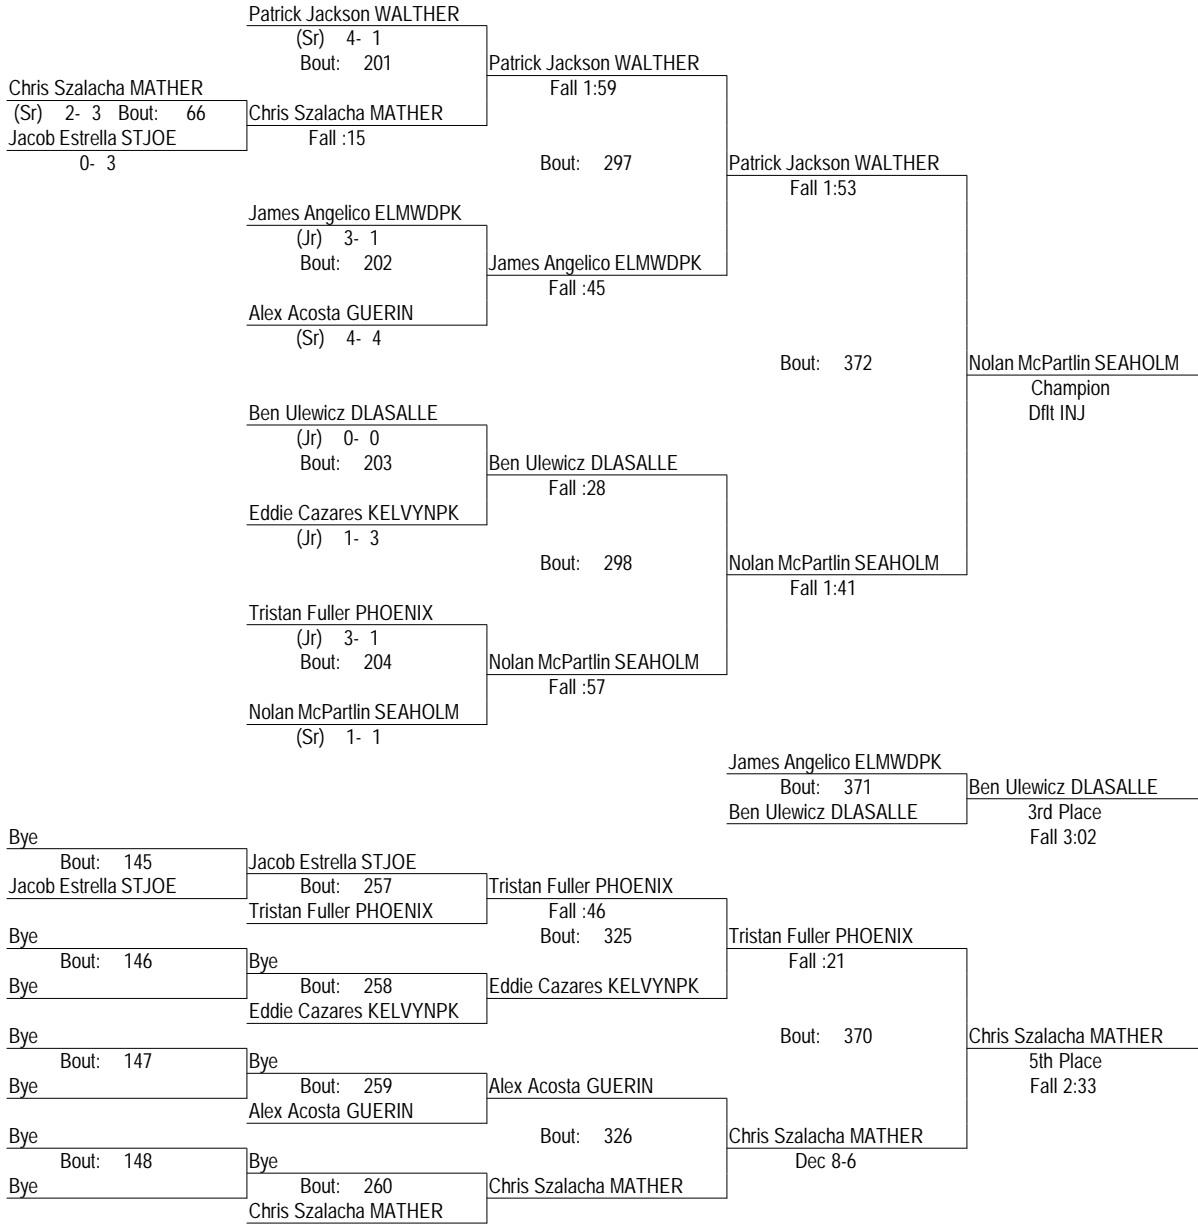 Patrick Jackson WALTHER
(Sr) 4- 1
Bout: 201
Patrick Jackson WALTHER
Fall 1:59
Chris Szalacha MATHER
(Sr) 2- 3 Bout: 66
Chris Szalacha MATHER
Jacob Estrella STJOE
Fall :15
0- 3
Bout: 297
Patrick Jackson WALTHER
Fall 1:53
James Angelico ELMWDPK
(Jr) 3- 1
Bout: 202
James Angelico ELMWDPK
Fall :45
Alex Acosta GUERIN
(Sr) 4- 4
Bout: 372
Nolan McPartlin SEAHOLM
Champion
Dflt INJ
Ben Ulewicz DLASALLE
(Jr) 0- 0
Bout: 203
Ben Ulewicz DLASALLE
Fall :28
Eddie Cazares KELVYNPK
(Jr) 1- 3
Bout: 298
Nolan McPartlin SEAHOLM
Fall 1:41
Tristan Fuller PHOENIX
(Jr) 3- 1
Bout: 204
Nolan McPartlin SEAHOLM
Fall :57
Nolan McPartlin SEAHOLM
(Sr) 1- 1
James Angelico ELMWDPK
Bout: 371
Ben Ulewicz DLASALLE
Ben Ulewicz DLASALLE
3rd Place
Fall 3:02
Bye
Bout: 145
Jacob Estrella STJOE
Jacob Estrella STJOE
Bout: 257
Tristan Fuller PHOENIX
Tristan Fuller PHOENIX
Fall :46
Bye
Bout: 325
Tristan Fuller PHOENIX
Bout: 146
Bye
Fall :21
Bye
Bout: 258
Eddie Cazares KELVYNPK
Eddie Cazares KELVYNPK
Bye
Bout: 370
Chris Szalacha MATHER
Bout: 147
Bye
5th Place
Bye
Bout: 259
Alex Acosta GUERIN
Fall 2:33
Alex Acosta GUERIN
Bye
Bout: 326
Chris Szalacha MATHER
Bout: 148
Bye
Dec 8-6
Bye
Bout: 260
Chris Szalacha MATHER
Chris Szalacha MATHER